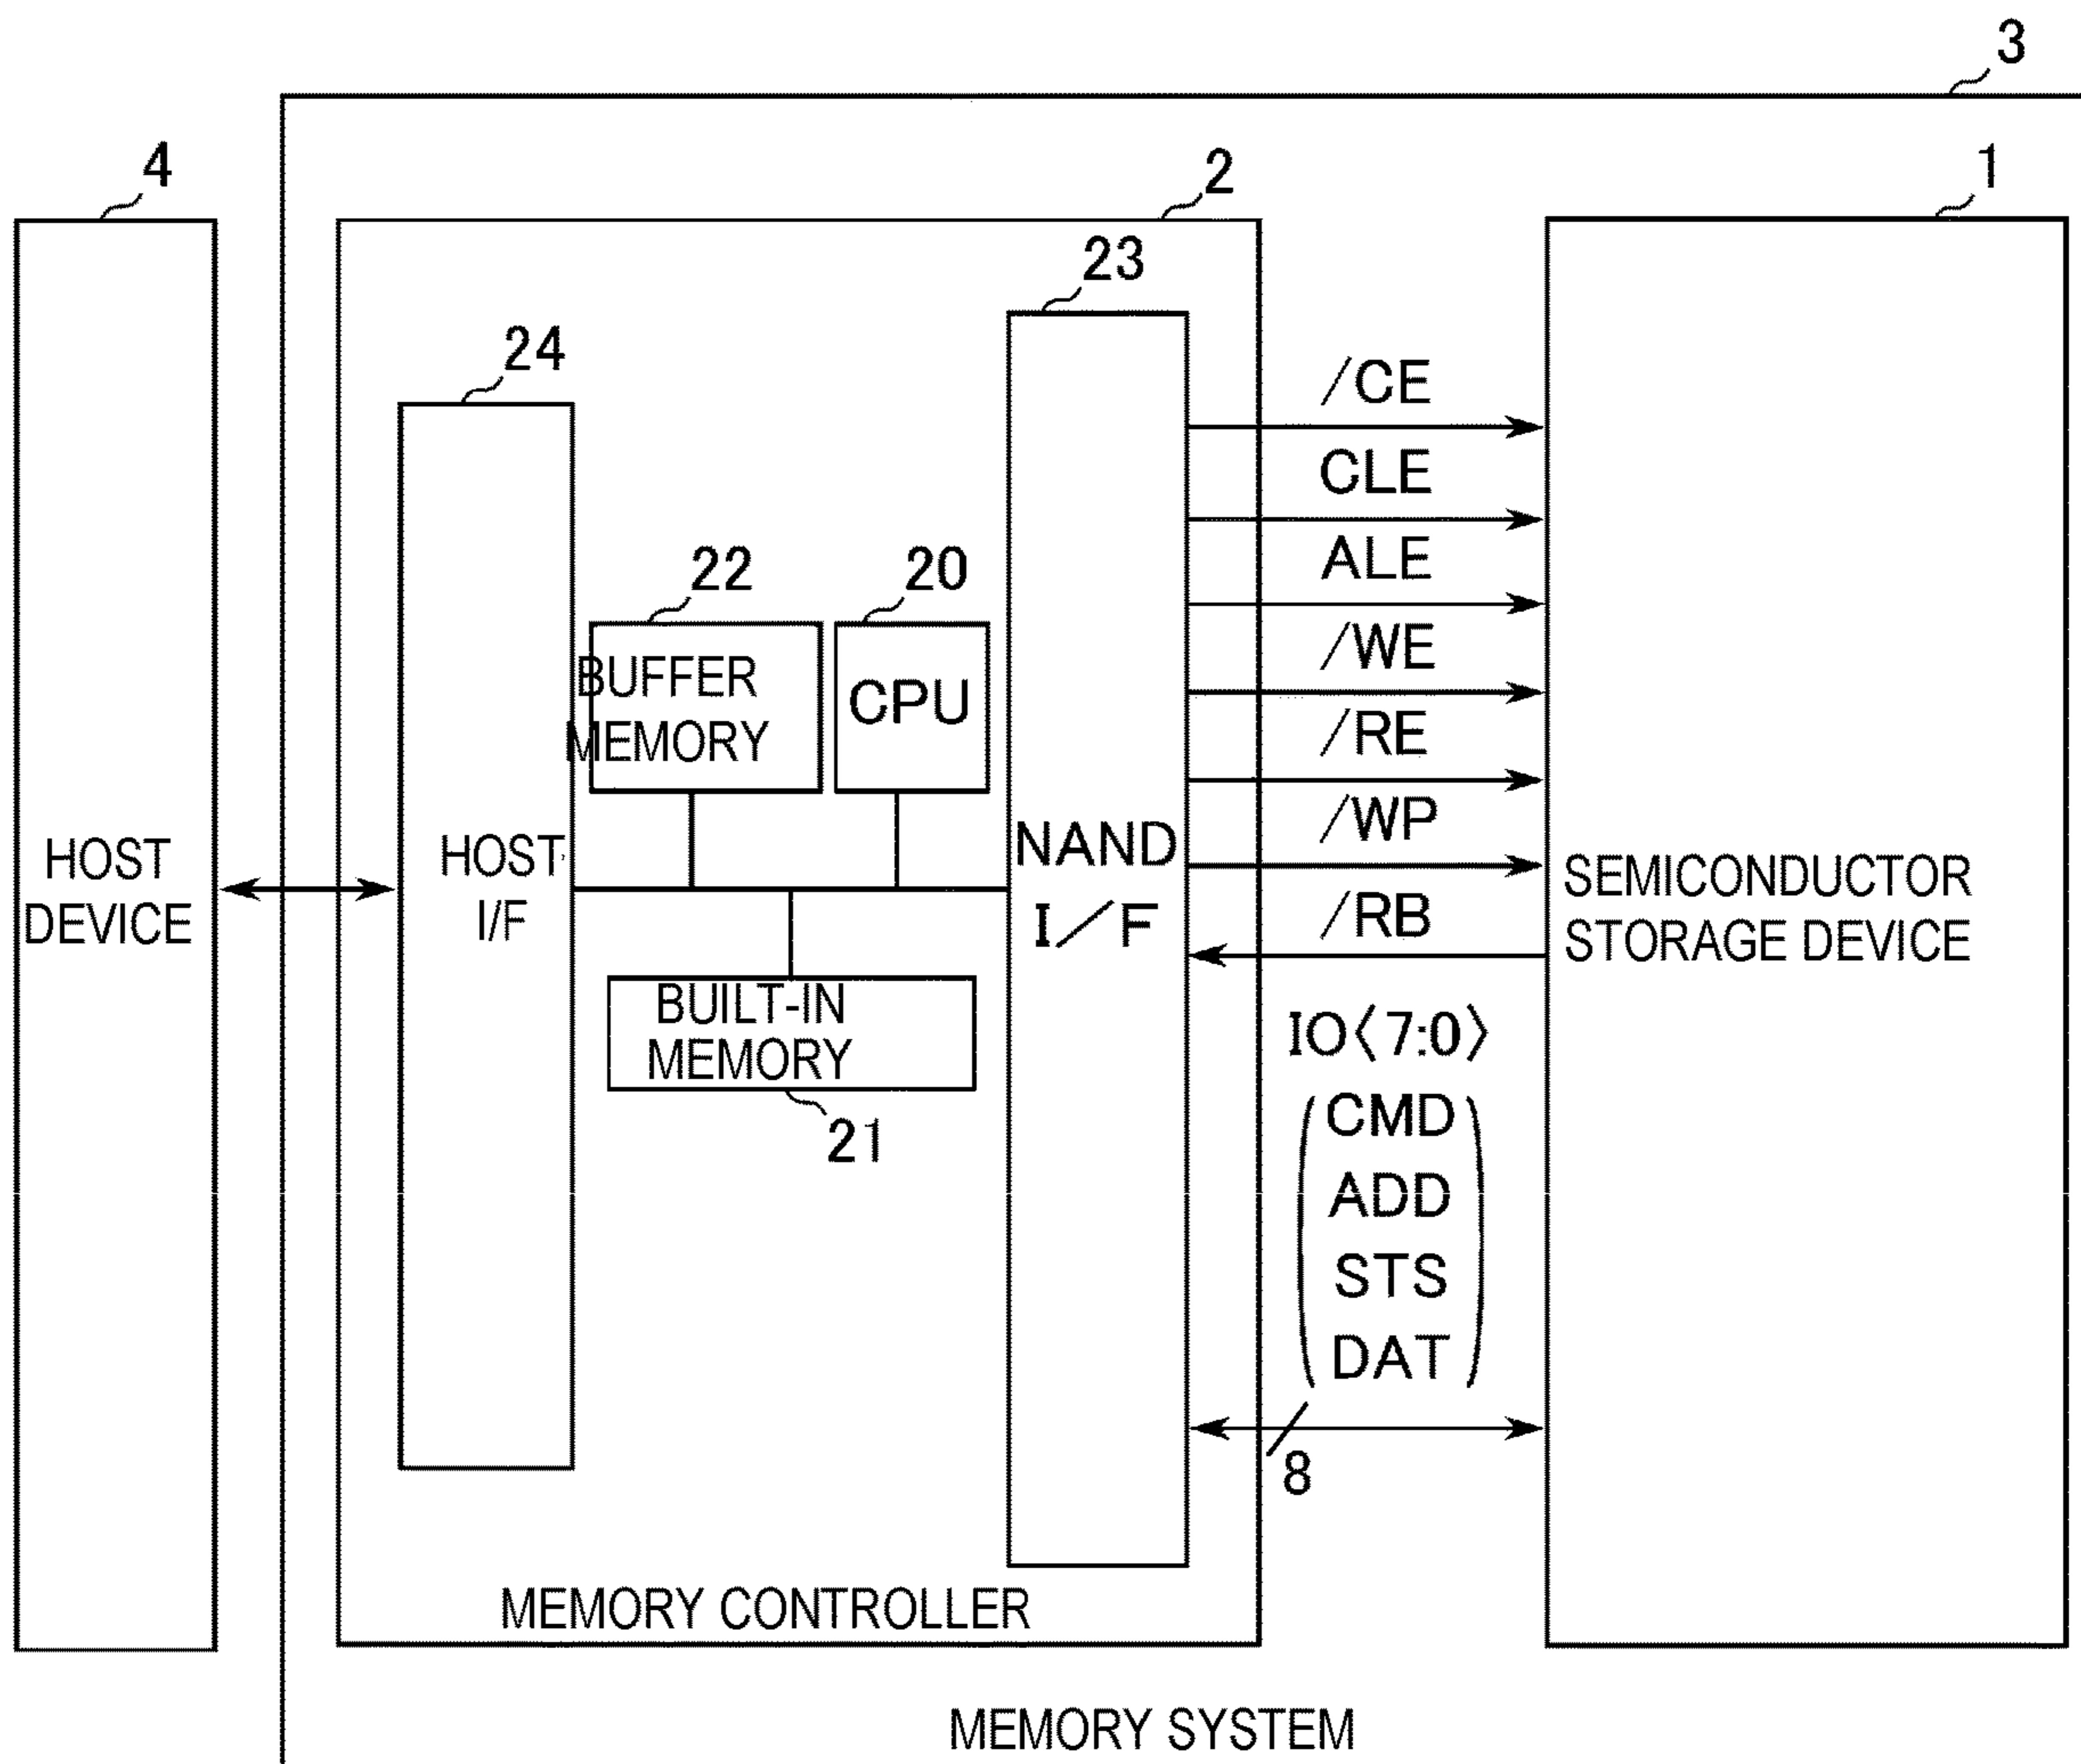 3
4
2
1
23
24
/CE
CLE
22
20
ALE
BUFFER
MEMORY
CPU
/WE
/RE
HOST
DEVICE
HOST
I/F
NAND
I/F
/WP
SEMICONDUCTOR
STORAGE DEVICE
/RB
BUILT-IN
MEMORY
21
IO〈7:0〉
CMD
ADD
STS
DAT
8
MEMORY CONTROLLER
MEMORY SYSTEM